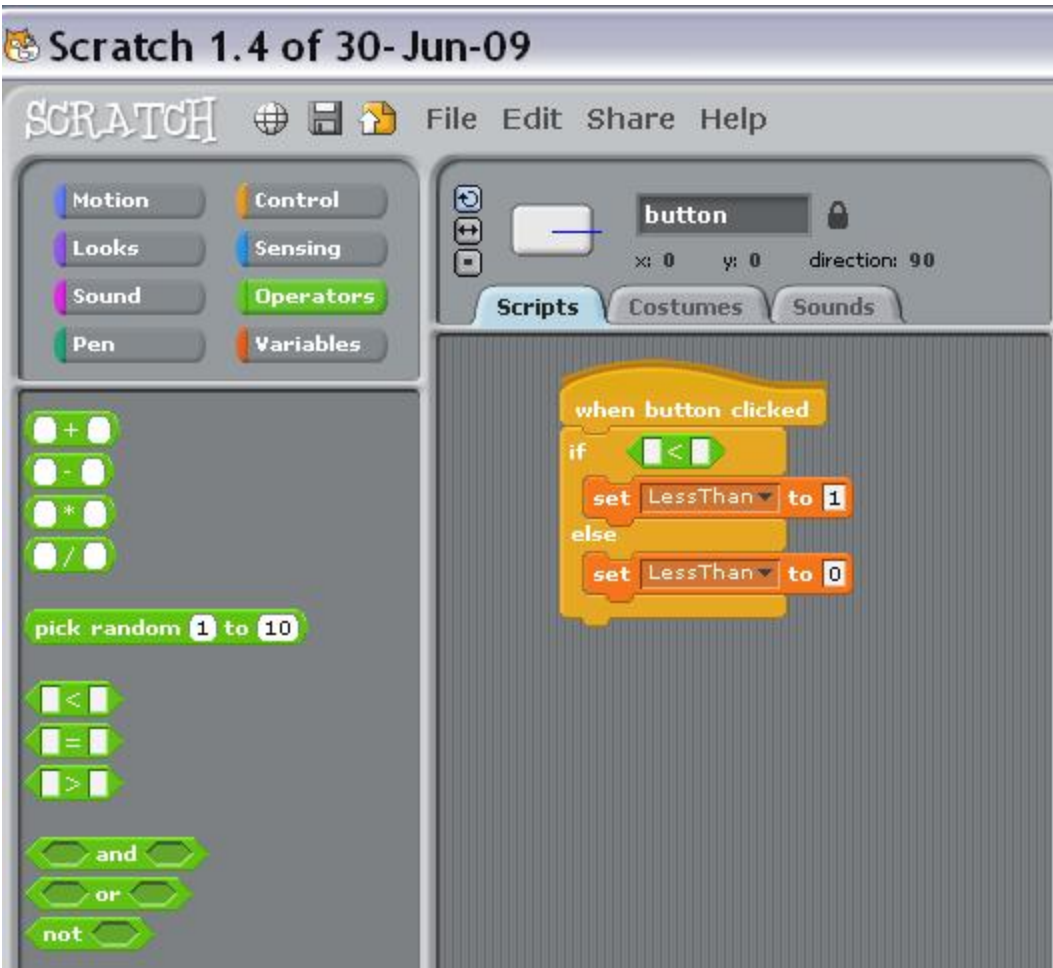 Scratch 1.4 of 30-Jun-09
SCRATCH File Edit Share Help
Motion Control
Looks Sensing
Sound Operators
Pen Variables
button
x: 0 y: 0 direction: 90
Scripts Costumes Sounds
+
-
*
/
pick random 1 to 10
<
=
>
and
or
not
when button clicked
if <
set LessThan to 1
else
set LessThan to 0